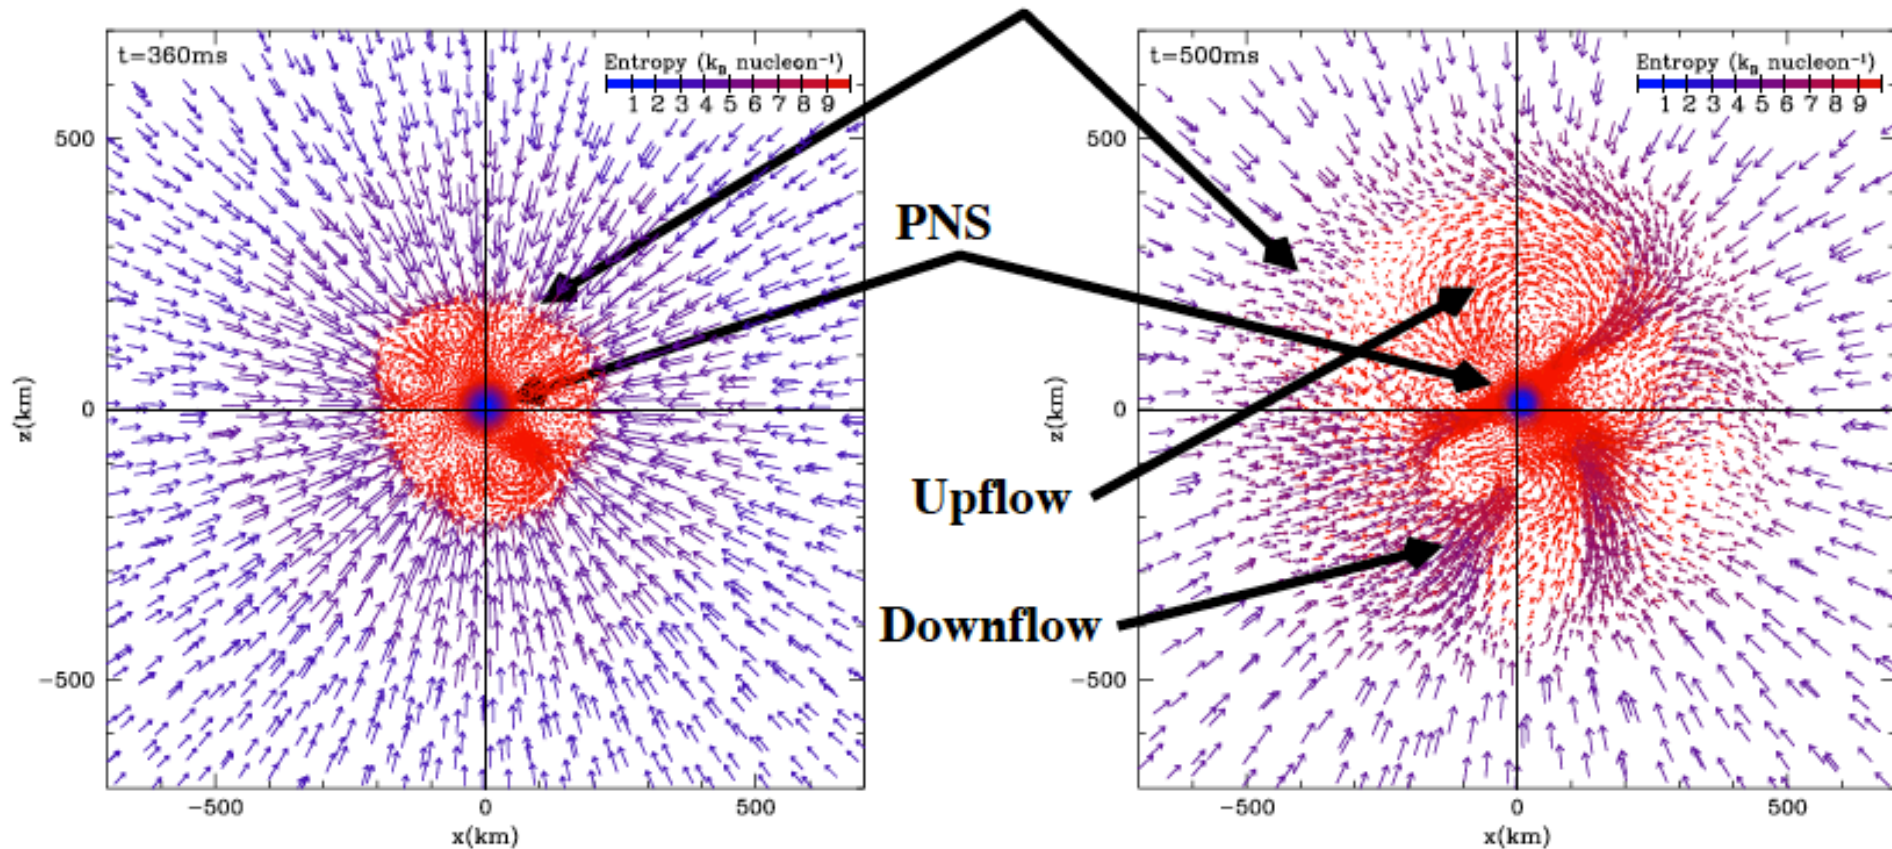 t=360ms
Entropy (k_B nucleon⁻¹)
1 2 3 4 5 6 7 8 9
500
0
−500
z(km)
−500 0 500
x(km)
PNS
Upflow
Downflow
t=500ms
Entropy (k_B nucleon⁻¹)
1 2 3 4 5 6 7 8 9
500
0
−500
z(km)
−500 0 500
x(km)